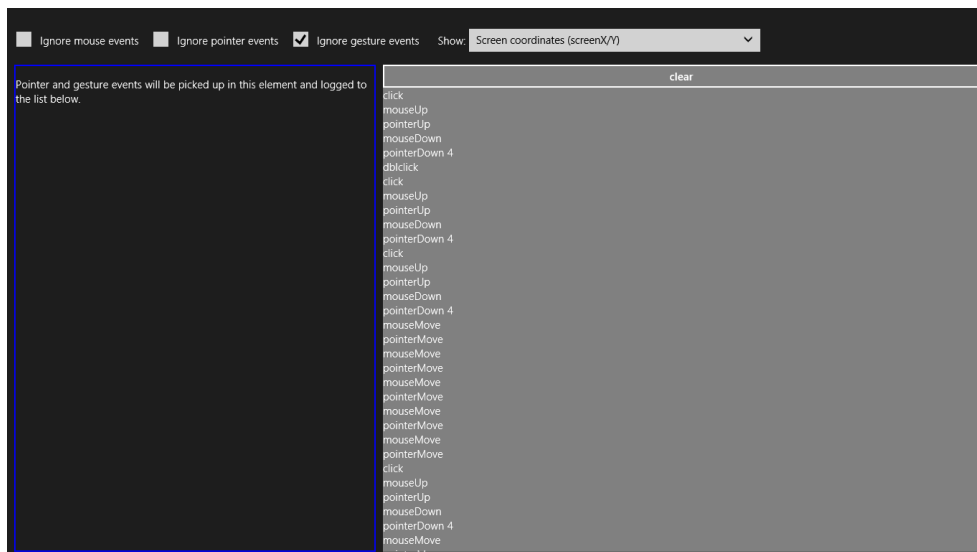 Ignore mouse events Ignore pointer events Ignore gesture events Show: Screen coordinates (screenX/Y)
Pointer and gesture events will be picked up in this element and logged to
the list below.
clear
click
mouseUp
pointerUp
mouseDown
pointerDown 4
dblclick
click
mouseUp
pointerUp
mouseDown
pointerDown 4
click
mouseUp
pointerUp
mouseDown
pointerDown 4
mouseMove
pointerMove
mouseMove
pointerMove
mouseMove
pointerMove
mouseMove
pointerMove
mouseMove
pointerMove
click
mouseUp
pointerUp
mouseDown
pointerDown 4
mouseMove